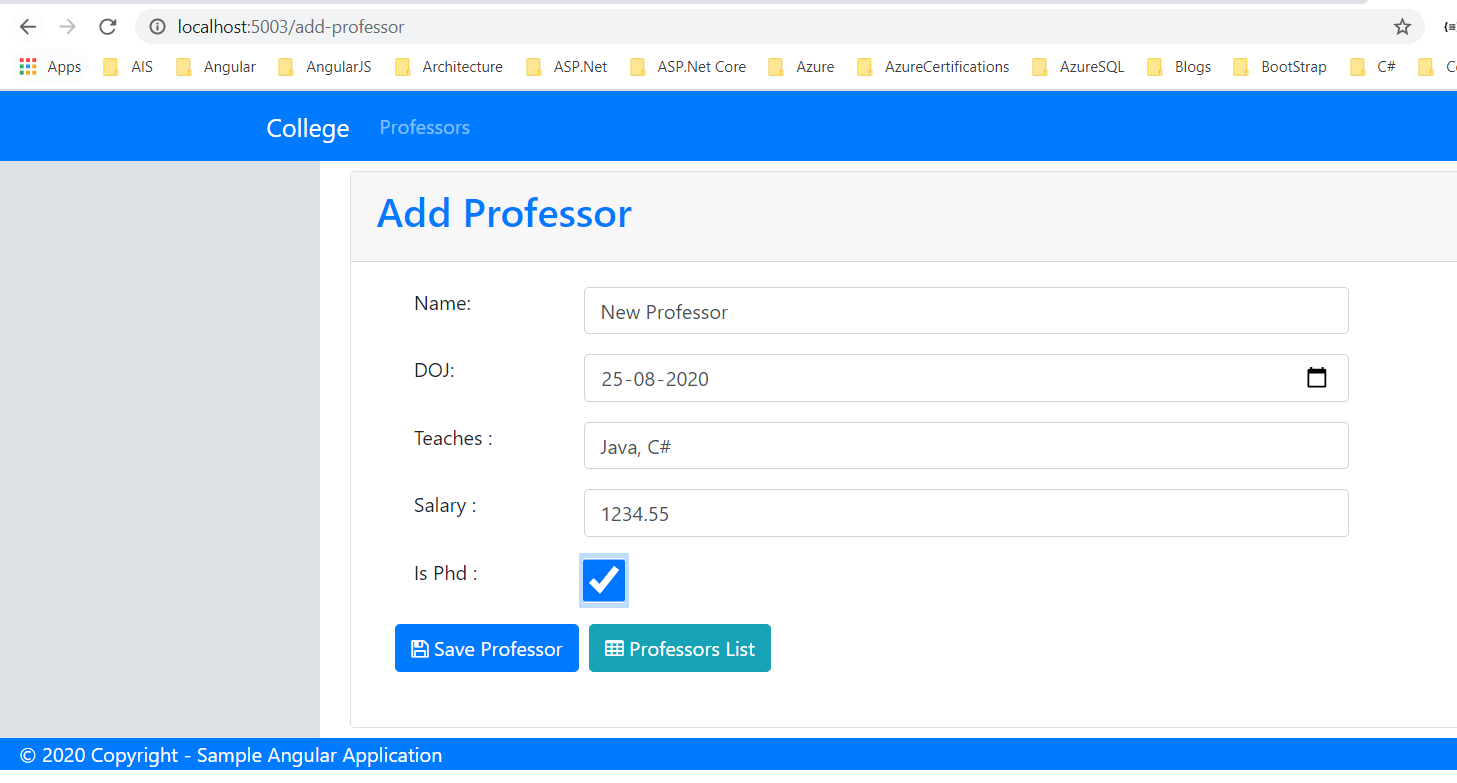 localhost:5003/add-professor
Apps AIS Angular AngularJS Architecture ASP.Net ASP.Net Core Azure AzureCertifications AzureSQL Blogs BootStrap C#
College Professors
Add Professor
Name: New Professor
DOJ: 25-08-2020
Teaches : Java, C#
Salary : 1234.55
Is Phd :
Save Professor Professors List
© 2020 Copyright - Sample Angular Application